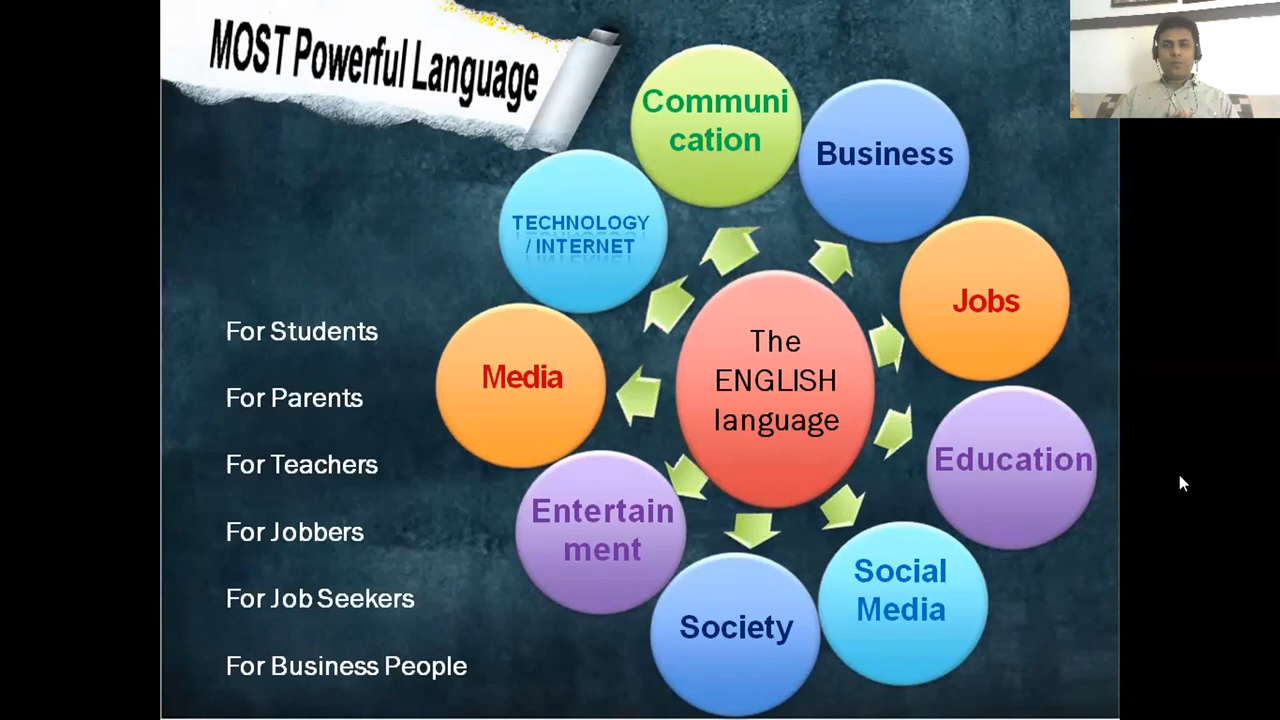 MOST Powerful Language
Communi
cation
Business
TECHNOLOGY
/ INTERNET
Jobs
For Students
The
ENGLISH
language
Media
For Parents
Education
For Teachers
Entertain
ment
For Jobbers
Social
Media
For Job Seekers
Society
For Business People